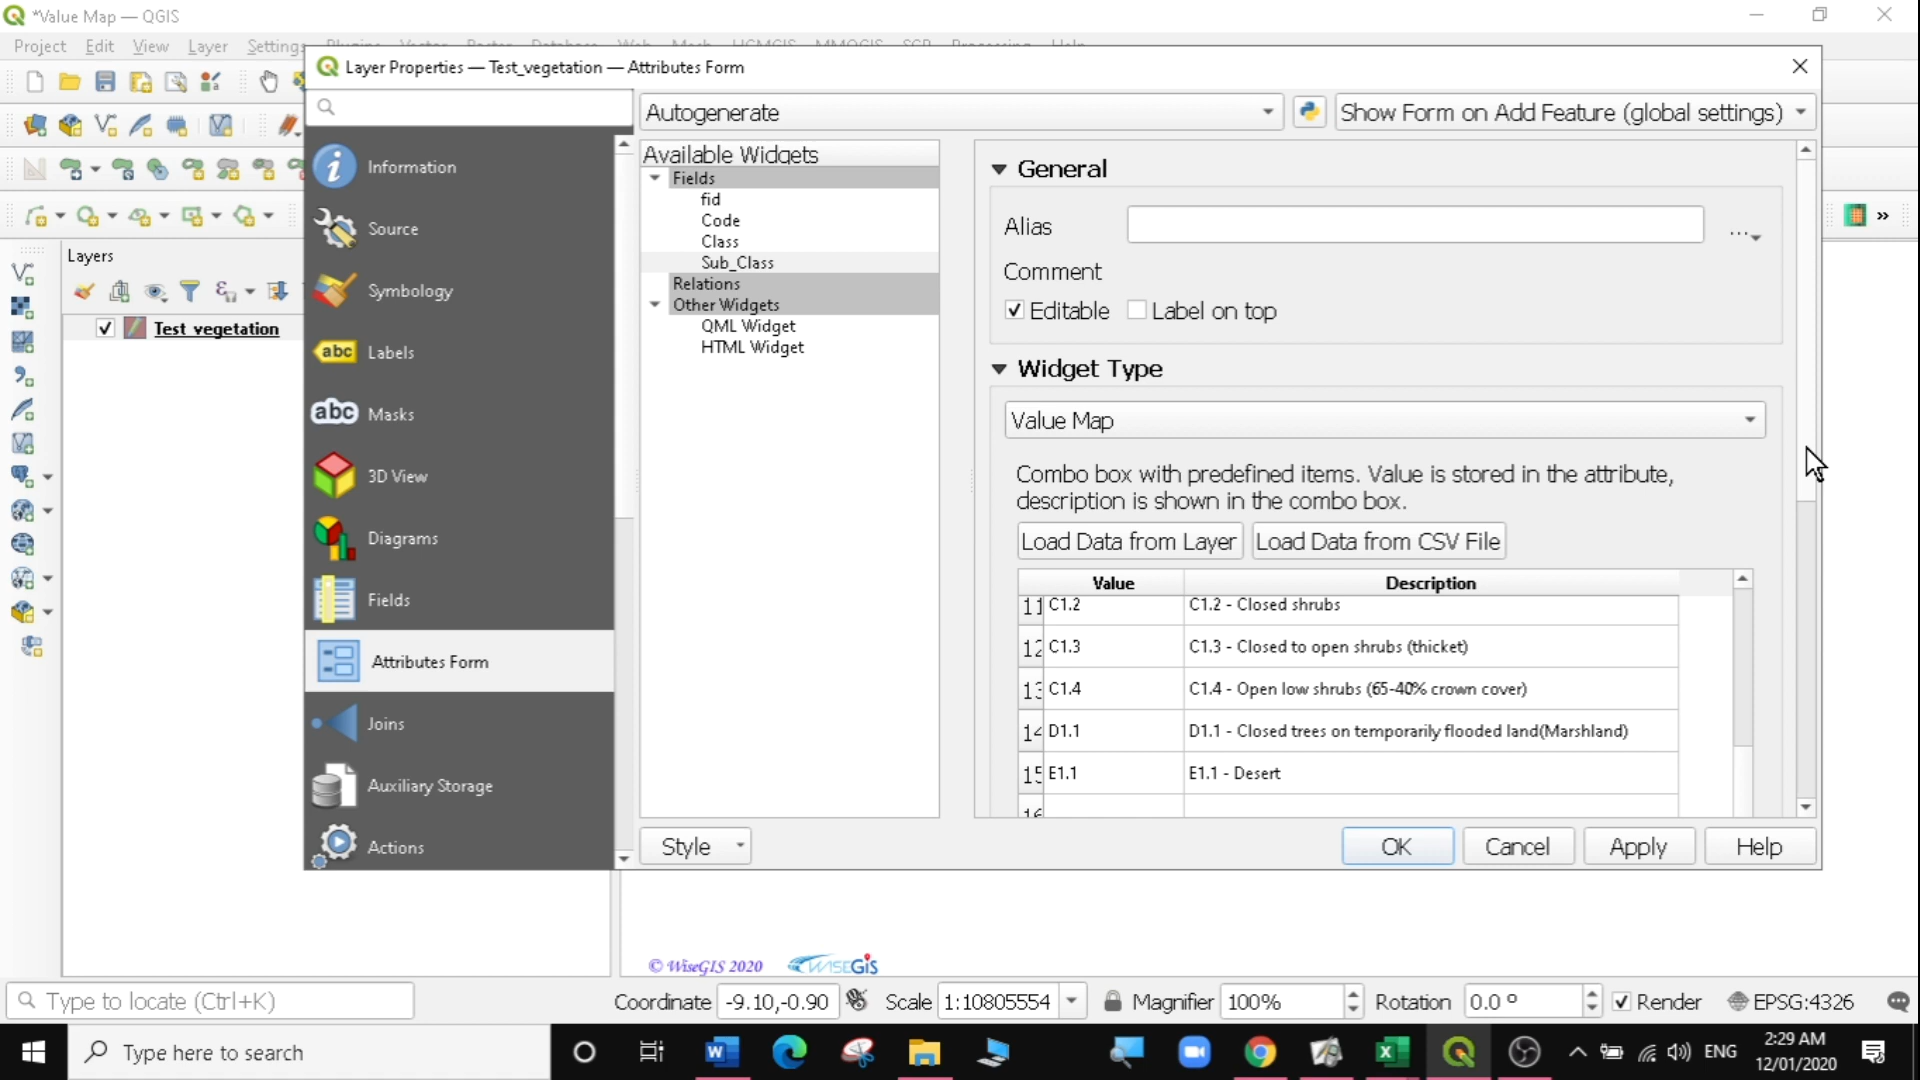 *Value Map — QGIS
Project Edit View Layer Settings
Layer Properties — Test_vegetation — Attributes Form
Autogenerate
Show Form on Add Feature (global settings)
Information
Source
Symbology
abc Labels
abc Masks
3D View
Diagrams
Fields
Attributes Form
Joins
Auxiliary Storage
Actions
Layers
Test_vegetation
Available Widgets
Fields
fid
Code
Class
Sub_Class
Relations
Other Widgets
QML Widget
HTML Widget
General
Alias
...
Comment
Editable Label on top
Widget Type
Value Map
Combo box with predefined items. Value is stored in the attribute,
description is shown in the combo box.
Load Data from Layer Load Data from CSV File
Value Description
11 C1.2 C1.2 - Closed shrubs
12 C1.3 C1.3 - Closed to open shrubs (thicket)
13 C1.4 C1.4 - Open low shrubs (65-40% crown cover)
14 D1.1 D1.1 - Closed trees on temporarily flooded land(Marshland)
15 E1.1 E1.1 - Desert
16
Style OK Cancel Apply Help
© WiseGIS 2020 WISEGIS
Type to locate (Ctrl+K) Coordinate -9.10,-0.90 Scale 1:10805554 Magnifier 100% Rotation 0.0 ° Render EPSG:4326
Type here to search
ENG
2:29 AM
12/01/2020